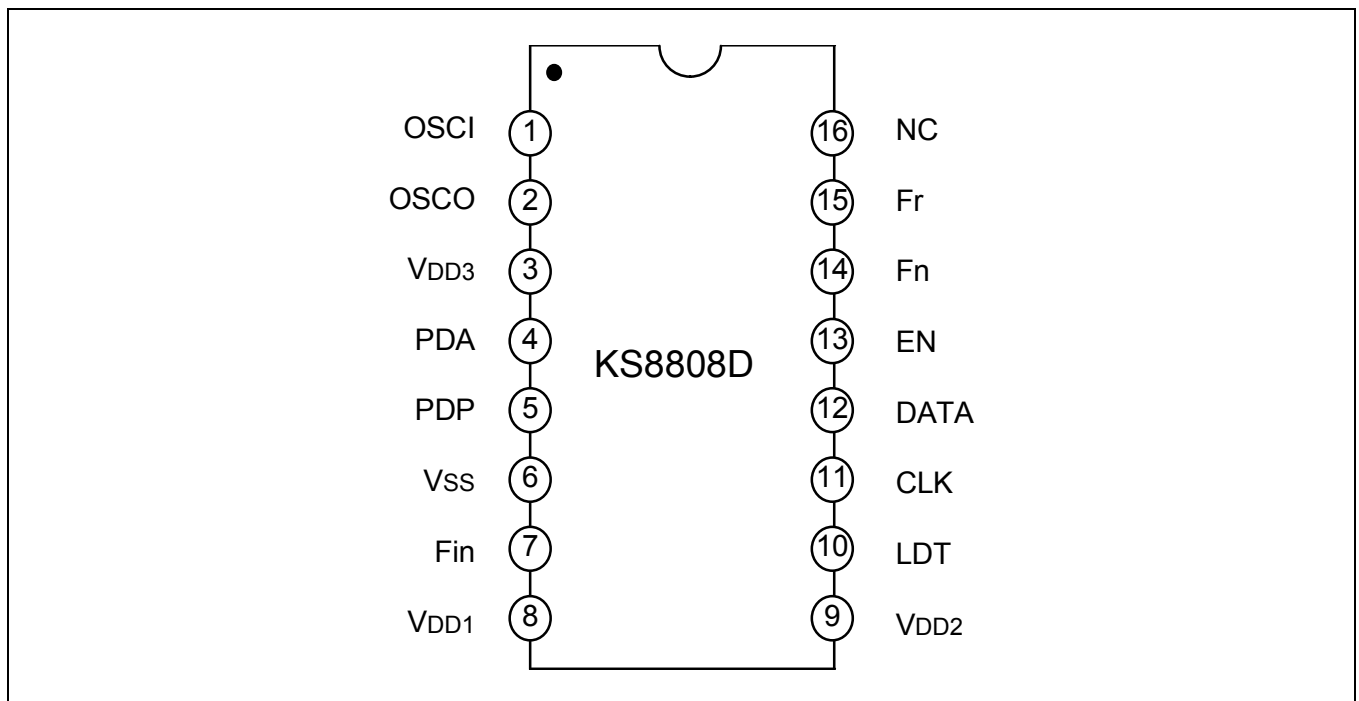 OSCI 1 16 NC
OSCO 2 15 Fr
VDD3 3 14 Fn
PDA 4 13 EN
KS8808D
PDP 5 12 DATA
VSS 6 11 CLK
Fin 7 10 LDT
VDD1 8 9 VDD2